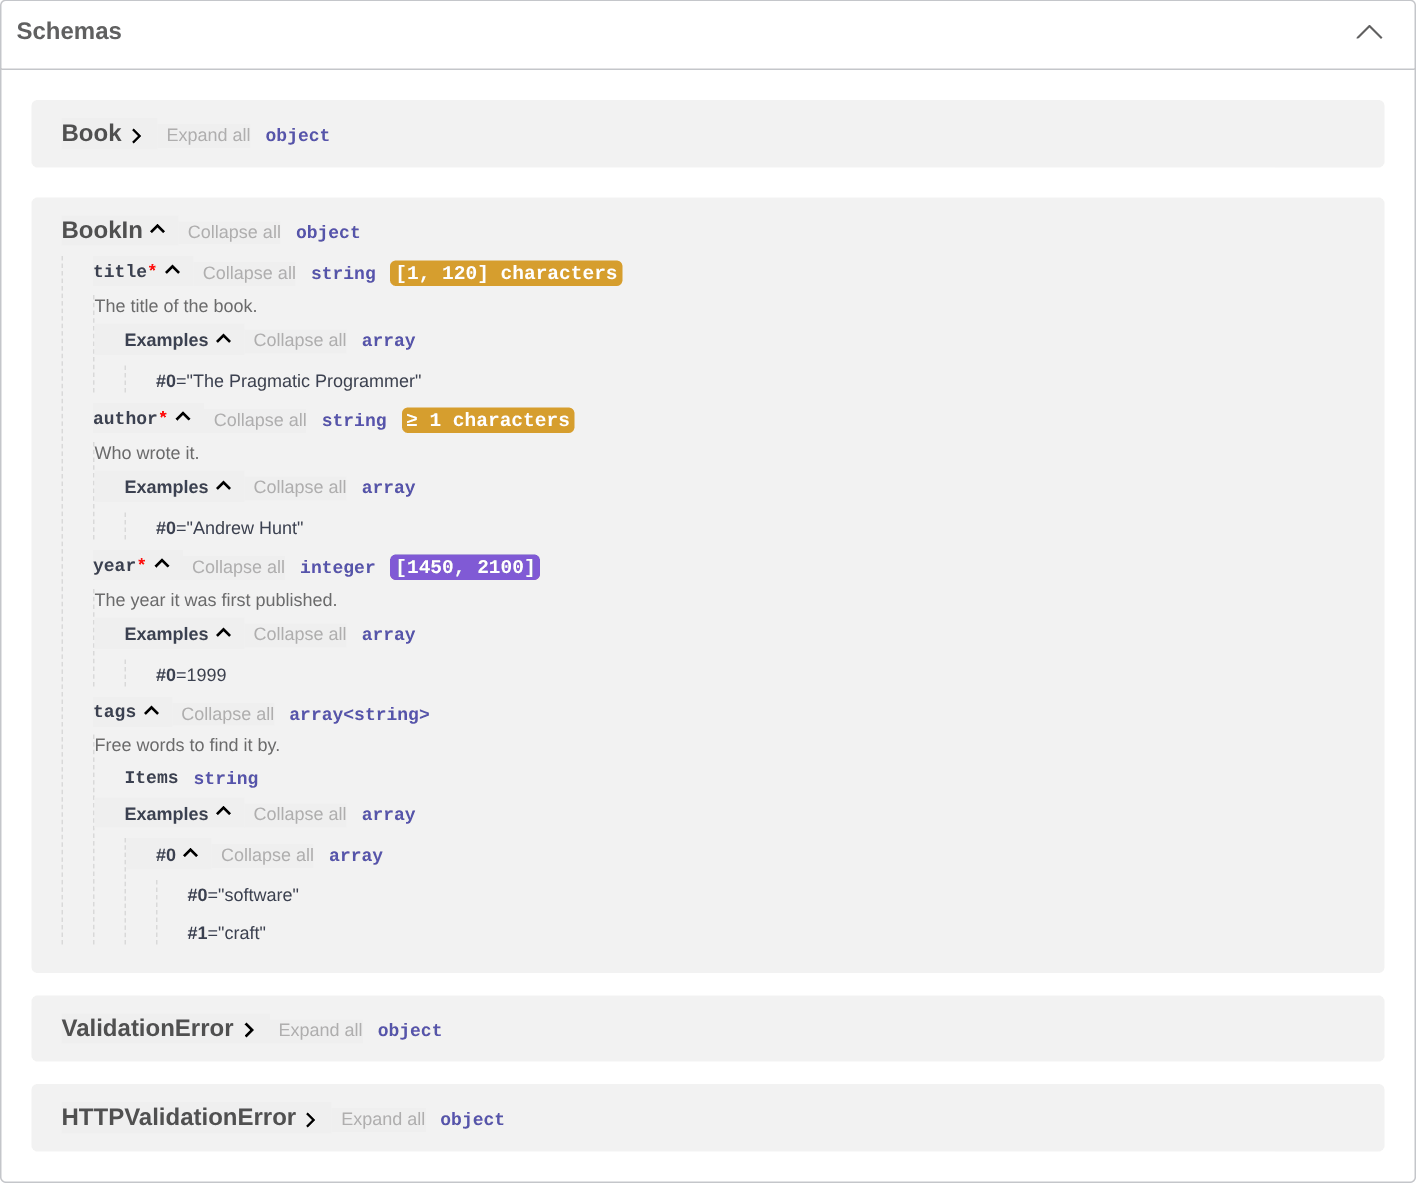 Schemas
Book Expand all object
BookIn Collapse all object
title* Collapse all string [1, 120] characters
The title of the book.
Examples Collapse all array
#0="The Pragmatic Programmer"
author* Collapse all string ≥ 1 characters
Who wrote it.
Examples Collapse all array
#0="Andrew Hunt"
year* Collapse all integer [1450, 2100]
The year it was first published.
Examples Collapse all array
#0=1999
tags Collapse all array<string>
Free words to find it by.
Items string
Examples Collapse all array
#0 Collapse all array
#0="software"
#1="craft"
ValidationError Expand all object
HTTPValidationError Expand all object